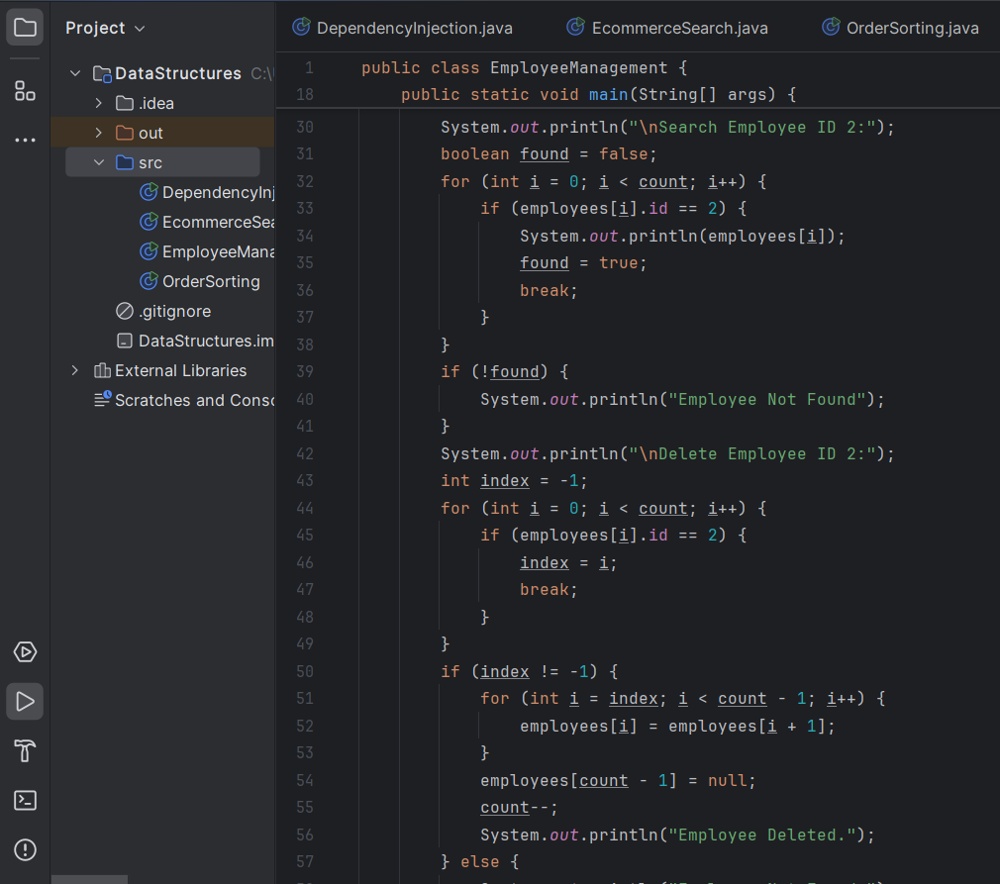 Project
DataStructures C:\
.idea
out
src
DependencyInj
EcommerceSea
EmployeeMana
OrderSorting
.gitignore
DataStructures.im
External Libraries
Scratches and Conso
DependencyInjection.java EcommerceSearch.java OrderSorting.java
1 public class EmployeeManagement {
18 public static void main(String[] args) {
30 System.out.println("\nSearch Employee ID 2:");
31 boolean found = false;
32 for (int i = 0; i < count; i++) {
33 if (employees[i].id == 2) {
34 System.out.println(employees[i]);
35 found = true;
36 break;
37 }
38 }
39 if (!found) {
40 System.out.println("Employee Not Found");
41 }
42 System.out.println("\nDelete Employee ID 2:");
43 int index = -1;
44 for (int i = 0; i < count; i++) {
45 if (employees[i].id == 2) {
46 index = i;
47 break;
48 }
49 }
50 if (index != -1) {
51 for (int i = index; i < count - 1; i++) {
52 employees[i] = employees[i + 1];
53 }
54 employees[count - 1] = null;
55 count--;
56 System.out.println("Employee Deleted.");
57 } else {